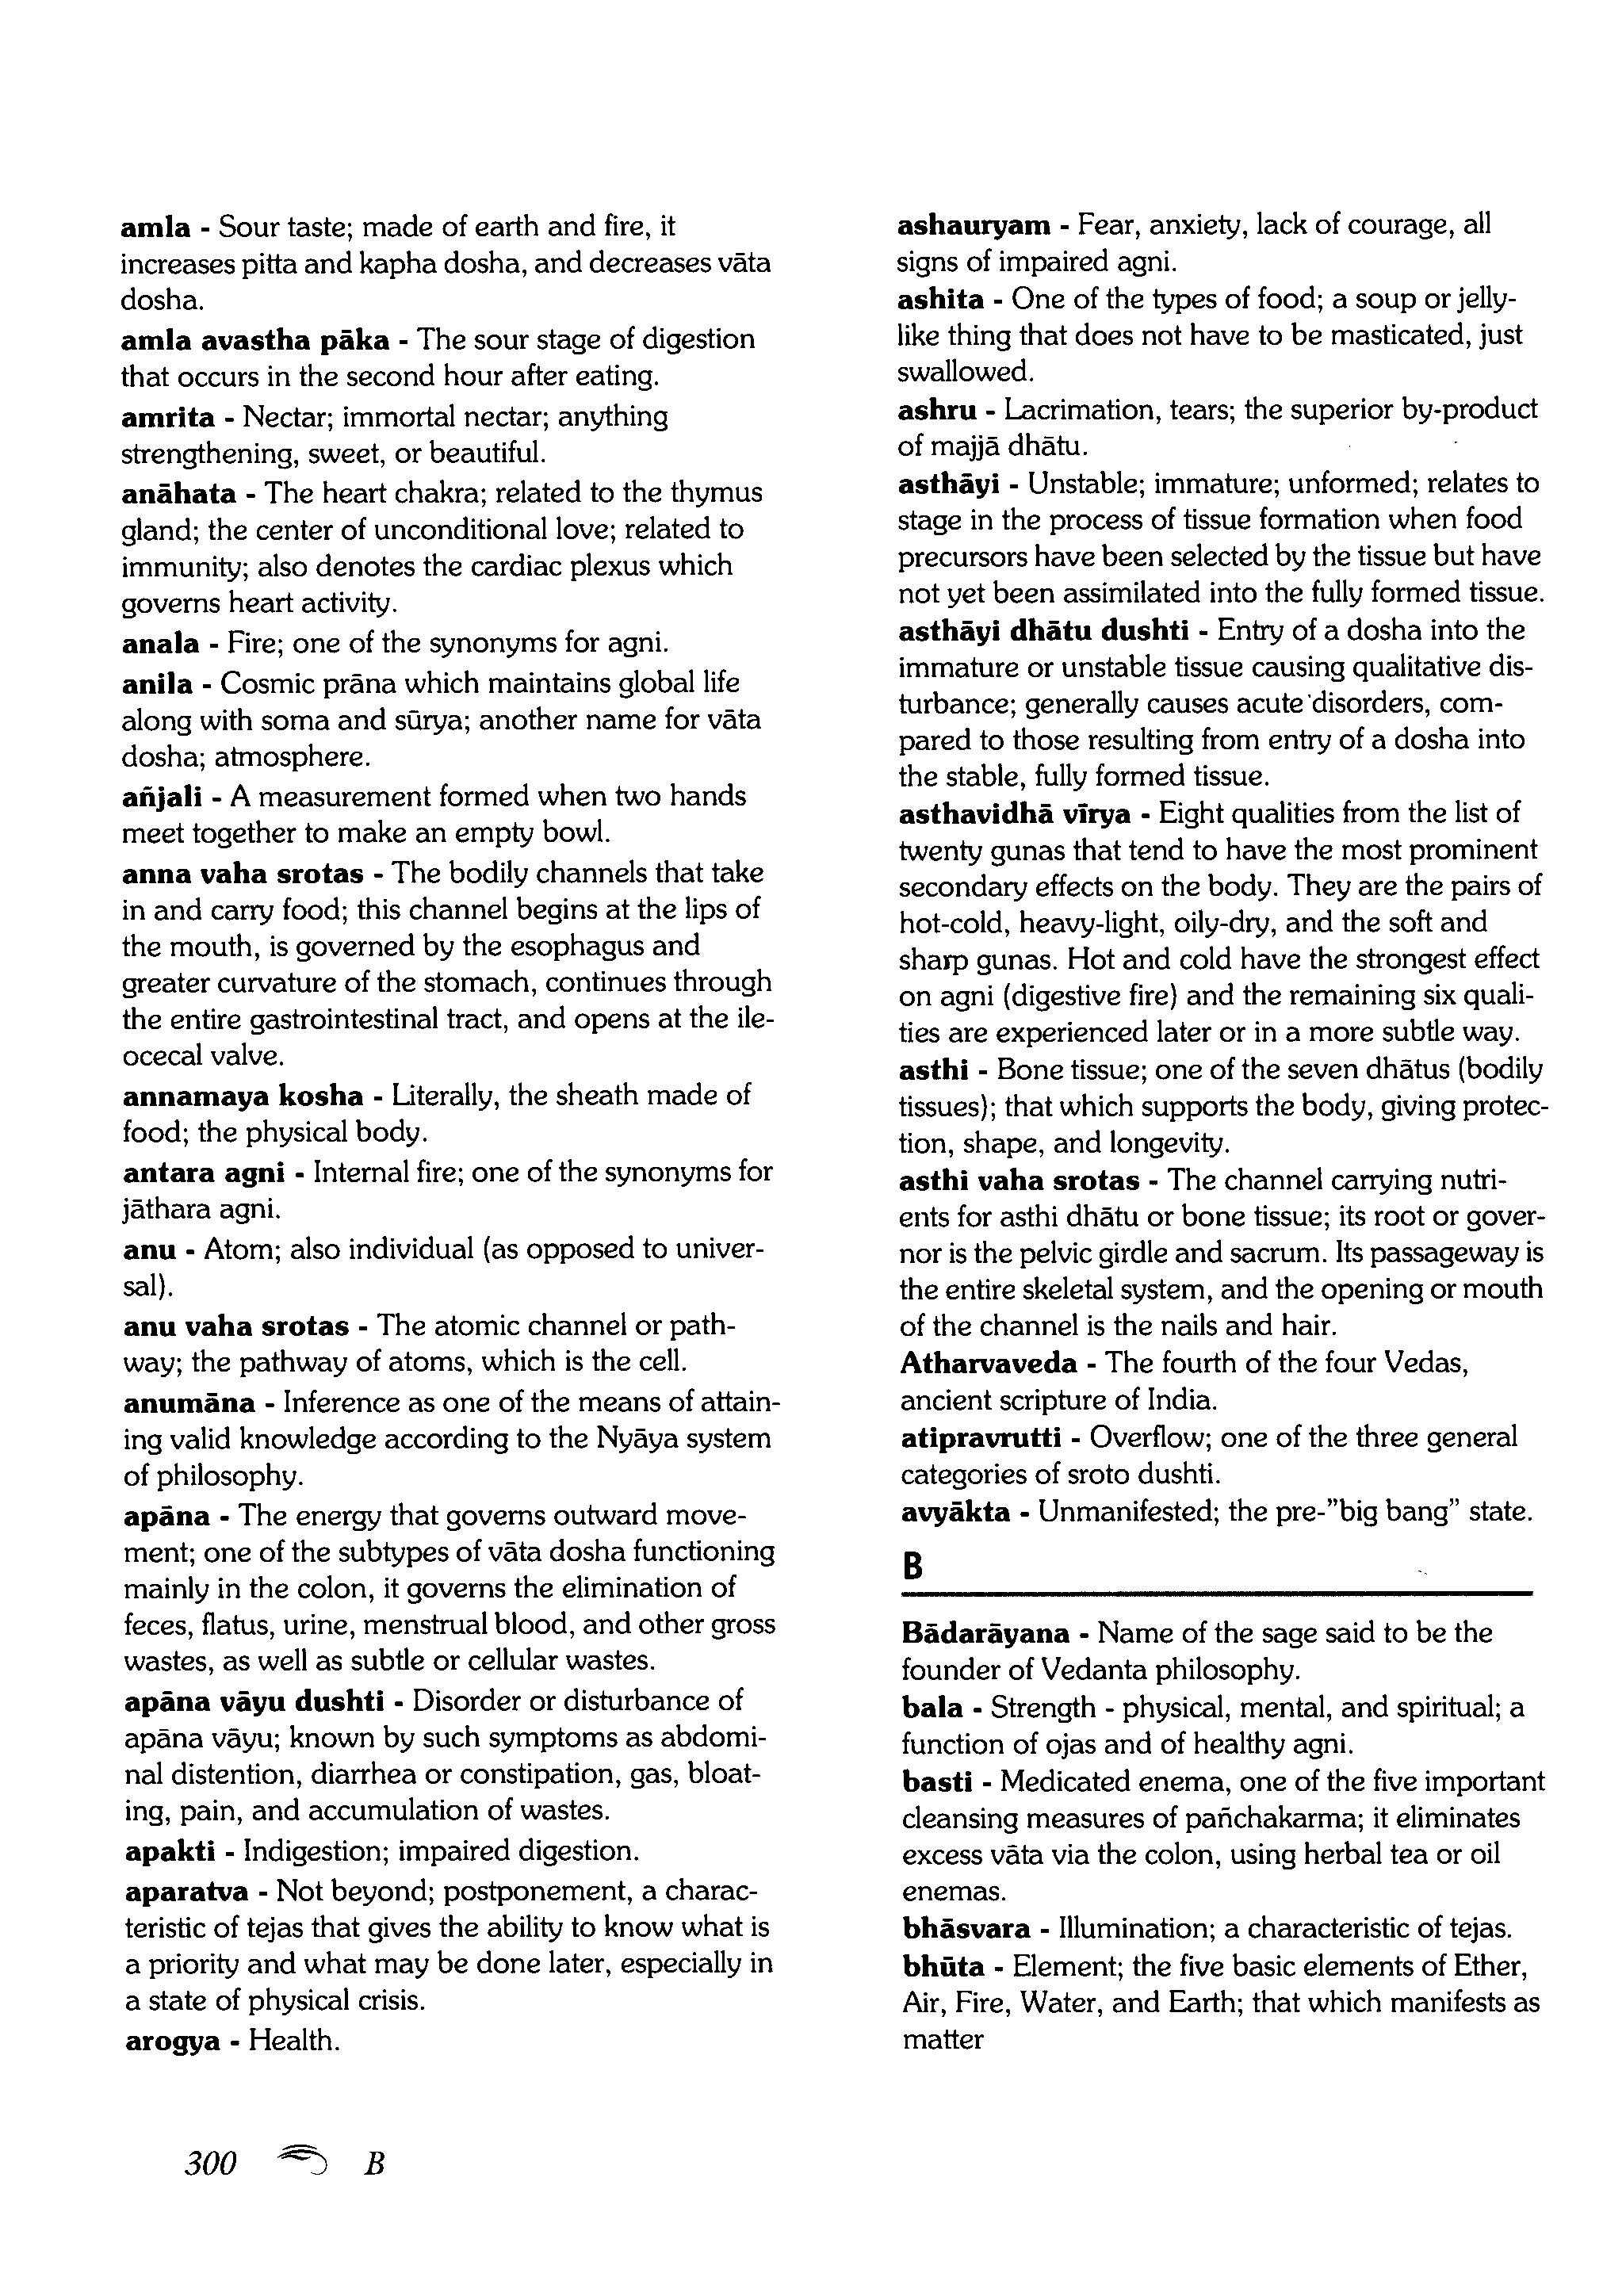 amla - Sour taste; made of earth and fire, it
increases pitta and kapha dosha, and decreases vāta
dosha.
amla avastha pāka - The sour stage of digestion
that occurs in the second hour after eating.
amrita - Nectar; immortal nectar; anything
strengthening, sweet, or beautiful.
anāhata - The heart chakra; related to the thymus
gland; the center of unconditional love; related to
immunity; also denotes the cardiac plexus which
governs heart activity.
anala - Fire; one of the synonyms for agni.
anila - Cosmic prāna which maintains global life
along with soma and sūrya; another name for vāta
dosha; atmosphere.
añjali - A measurement formed when two hands
meet together to make an empty bowl.
anna vaha srotas - The bodily channels that take
in and carry food; this channel begins at the lips of
the mouth, is governed by the esophagus and
greater curvature of the stomach, continues through
the entire gastrointestinal tract, and opens at the ile-
ocecal valve.
annamaya kosha - Literally, the sheath made of
food; the physical body.
antara agni - Internal fire; one of the synonyms for
jāthara agni.
anu - Atom; also individual (as opposed to univer-
sal).
anu vaha srotas - The atomic channel or path-
way; the pathway of atoms, which is the cell.
anumāna - Inference as one of the means of attain-
ing valid knowledge according to the Nyāya system
of philosophy.
apāna - The energy that governs outward move-
ment; one of the subtypes of vāta dosha functioning
mainly in the colon, it governs the elimination of
feces, flatus, urine, menstrual blood, and other gross
wastes, as well as subtle or cellular wastes.
apāna vāyu dushti - Disorder or disturbance of
apāna vāyu; known by such symptoms as abdomi-
nal distention, diarrhea or constipation, gas, bloat-
ing, pain, and accumulation of wastes.
apakti - Indigestion; impaired digestion.
aparatva - Not beyond; postponement, a charac-
teristic of tejas that gives the ability to know what is
a priority and what may be done later, especially in
a state of physical crisis.
arogya - Health.
ashauryam - Fear, anxiety, lack of courage, all
signs of impaired agni.
ashita - One of the types of food; a soup or jelly-
like thing that does not have to be masticated, just
swallowed.
ashru - Lacrimation, tears; the superior by-product
of majjā dhātu.
asthāyi - Unstable; immature; unformed; relates to
stage in the process of tissue formation when food
precursors have been selected by the tissue but have
not yet been assimilated into the fully formed tissue.
asthāyi dhātu dushti - Entry of a dosha into the
immature or unstable tissue causing qualitative dis-
turbance; generally causes acute disorders, com-
pared to those resulting from entry of a dosha into
the stable, fully formed tissue.
asthavidhā vīrya - Eight qualities from the list of
twenty gunas that tend to have the most prominent
secondary effects on the body. They are the pairs of
hot-cold, heavy-light, oily-dry, and the soft and
sharp gunas. Hot and cold have the strongest effect
on agni (digestive fire) and the remaining six quali-
ties are experienced later or in a more subtle way.
asthi - Bone tissue; one of the seven dhātus (bodily
tissues); that which supports the body, giving protec-
tion, shape, and longevity.
asthi vaha srotas - The channel carrying nutri-
ents for asthi dhātu or bone tissue; its root or gover-
nor is the pelvic girdle and sacrum. Its passageway is
the entire skeletal system, and the opening or mouth
of the channel is the nails and hair.
Atharvaveda - The fourth of the four Vedas,
ancient scripture of India.
atipravrutti - Overflow; one of the three general
categories of sroto dushti.
avyākta - Unmanifested; the pre-”big bang” state.
B
Bādarāyana - Name of the sage said to be the
founder of Vedanta philosophy.
bala - Strength - physical, mental, and spiritual; a
function of ojas and of healthy agni.
basti - Medicated enema, one of the five important
cleansing measures of pañchakarma; it eliminates
excess vāta via the colon, using herbal tea or oil
enemas.
bhāsvara - Illumination; a characteristic of tejas.
bhūta - Element; the five basic elements of Ether,
Air, Fire, Water, and Earth; that which manifests as
matter
300 B